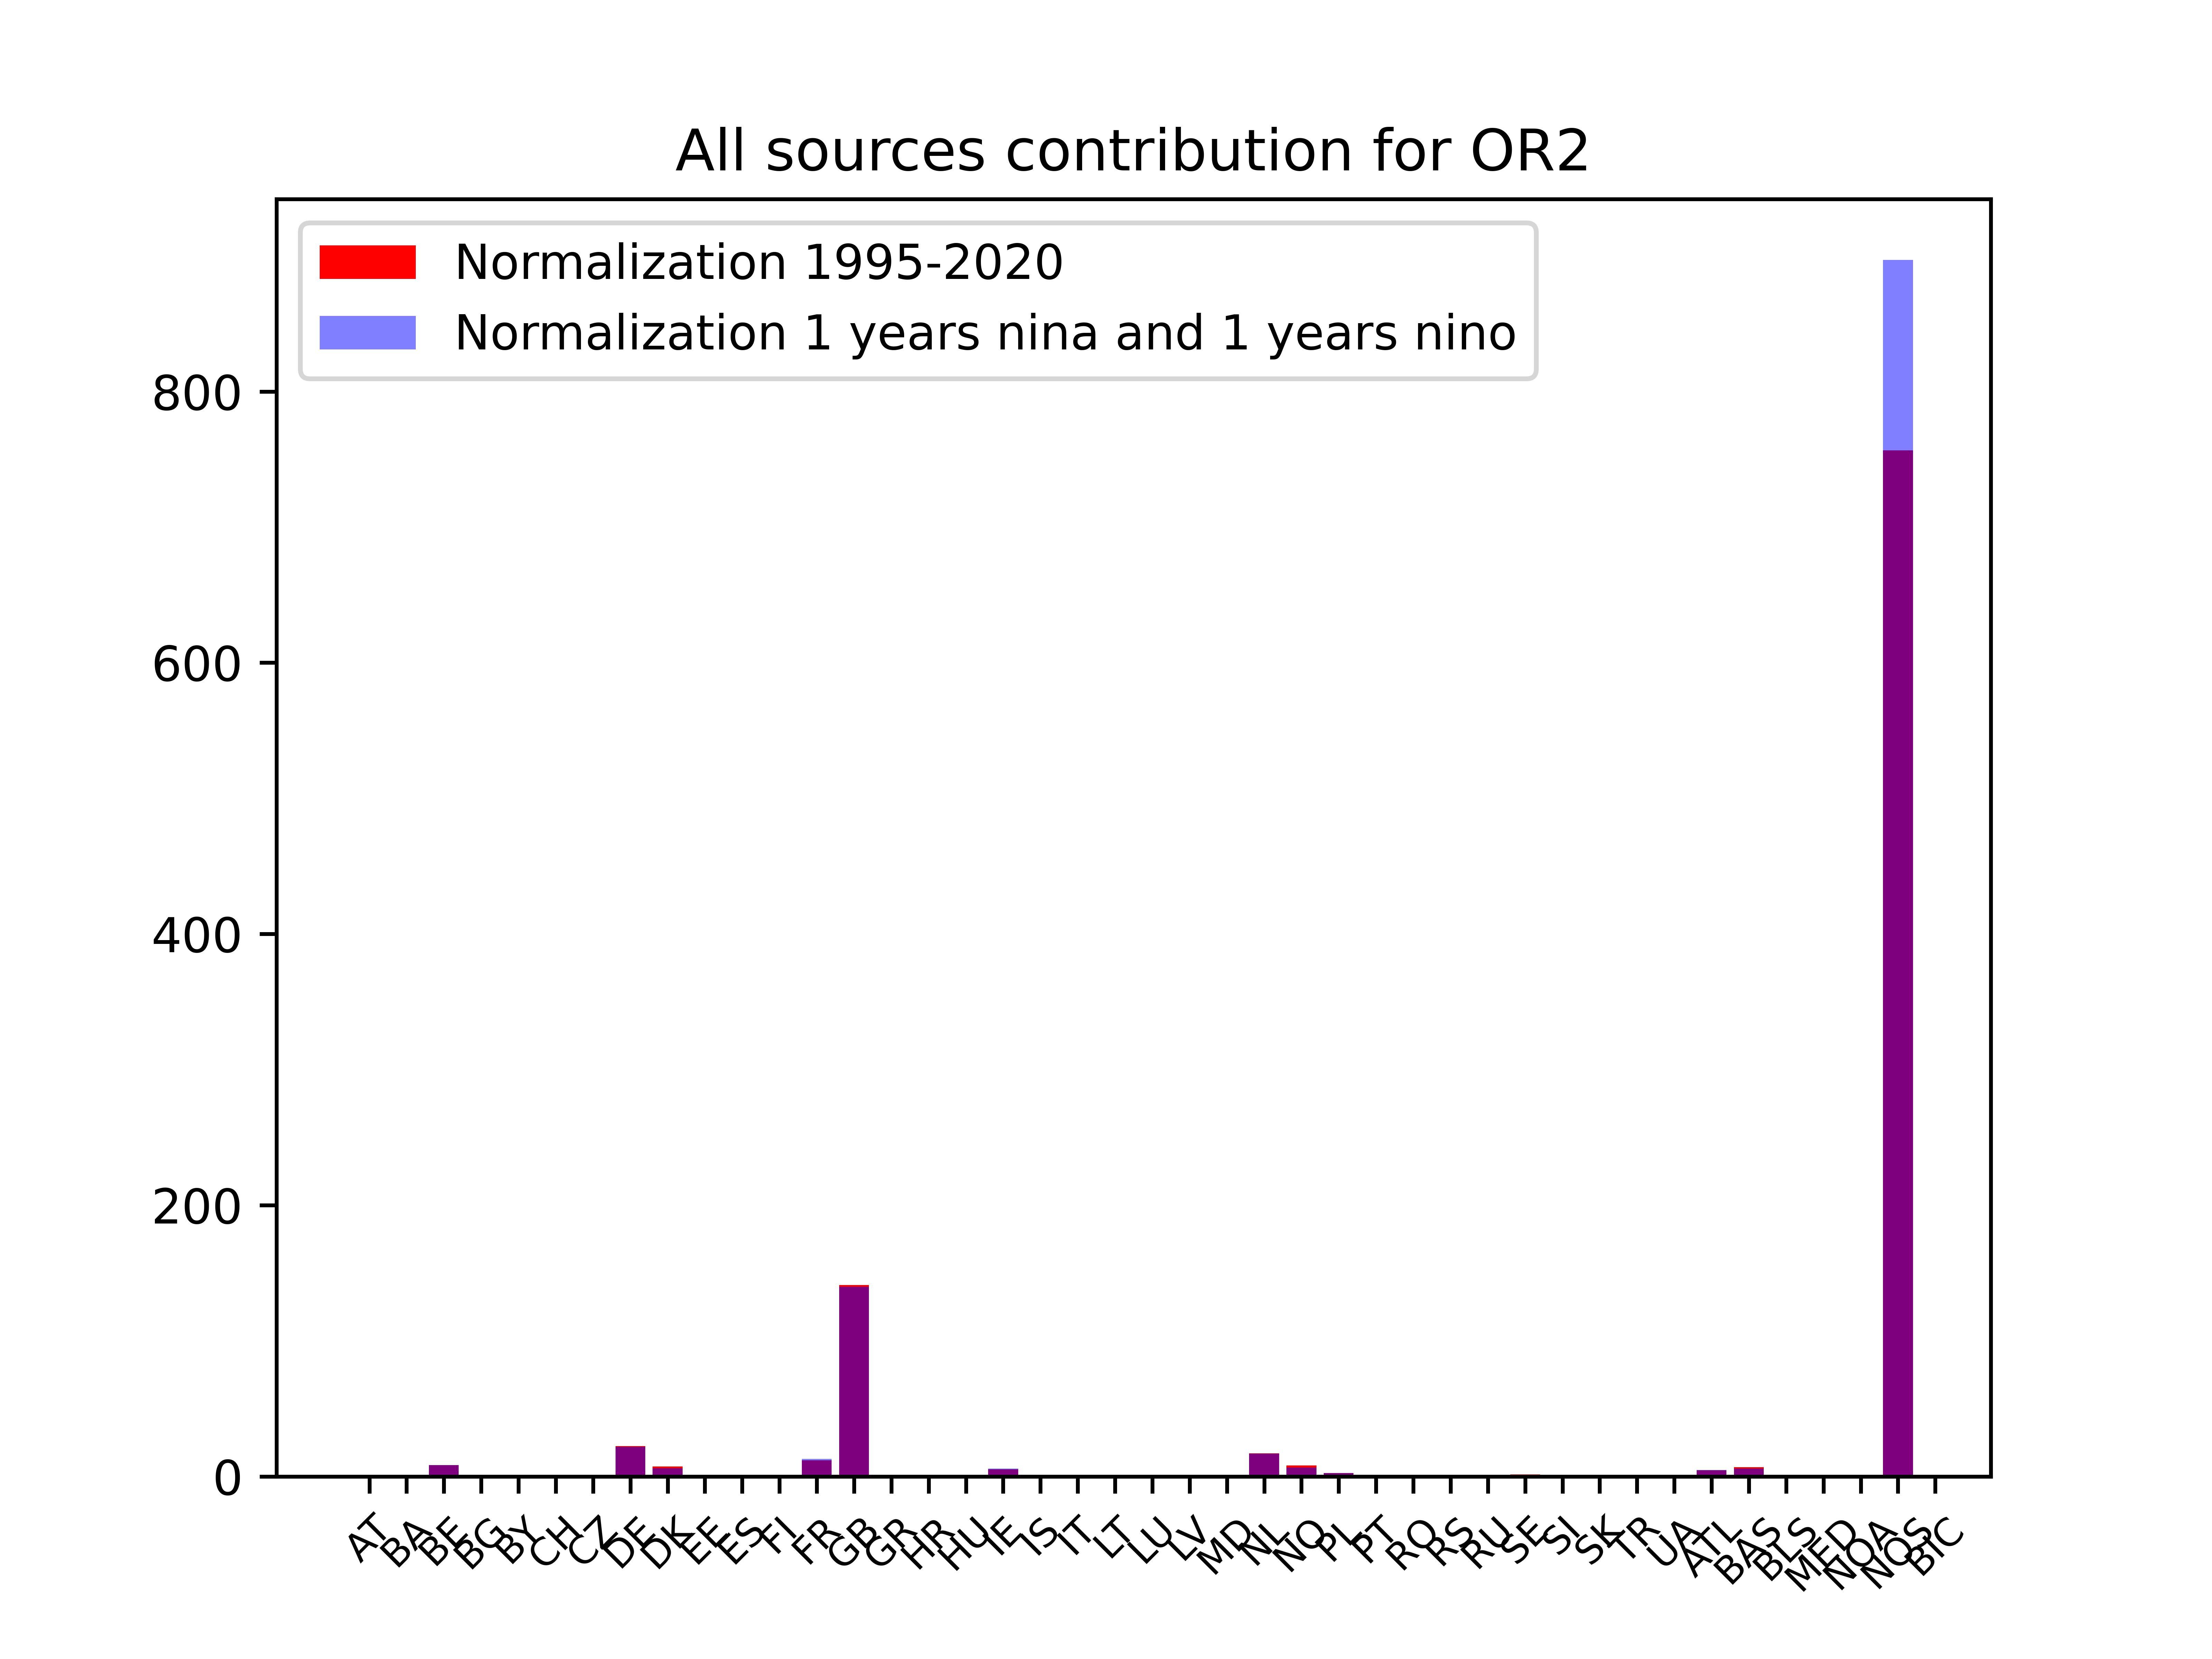 All sources contribution for OR2
Normalization 1995-2020
Normalization 1 years nina and 1 years nino
800
600
400
200
0
AT
BA
BE
BG
BY
CH
CZ
DE
DK
EE
ES
FI
FR
GB
GR
HR
HU
IE
IS
IT
LT
LU
LV
MD
NL
NO
PL
PT
RO
RS
RU
SE
SI
SK
TR
UA
ATL
BAS
BLS
MED
NOA
NOS
BIC